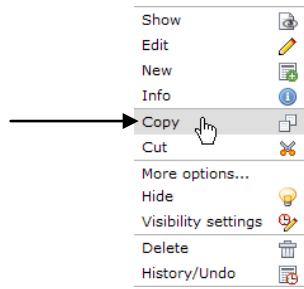 Show
Edit
New
Info
Copy
Cut
More options...
Hide
Visibility settings
Delete
History/Undo